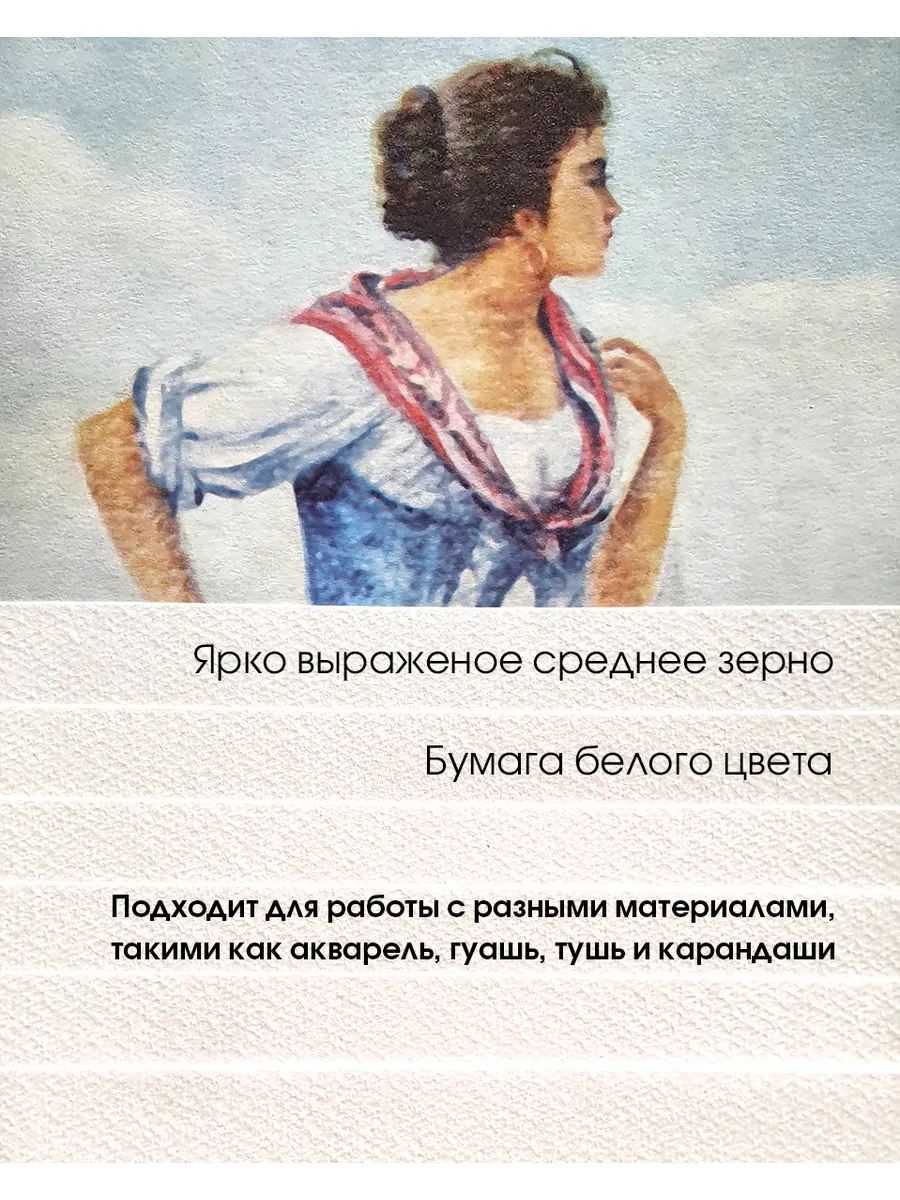 Ярко выраженое среднее зерно
Бумага белого цвета
Подходит для работы с разными материалами,
такими как акварель, гуашь, тушь и карандаши